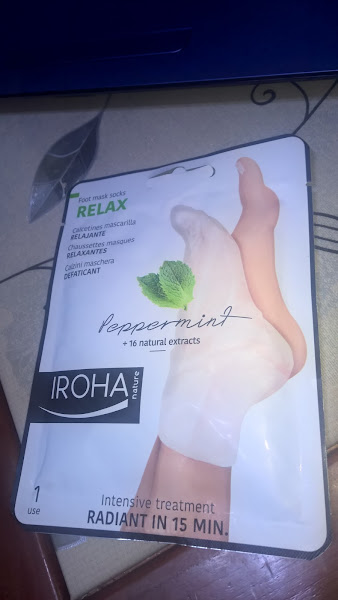 Foot mask socks
RELAX
Calcetines mascarilla
RELAJANTE
Chaussettes masques
RELAXANTES
Calzini maschera
DEFATICANT
Peppermint
+ 16 natural extracts
IROHA
nature
1
use
Intensive treatment
RADIANT IN 15 MIN.